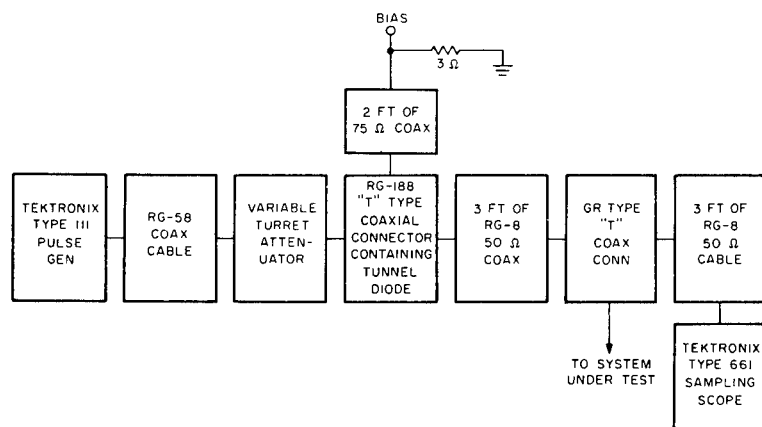 BIAS
3 Ω
2 FT OF
75 Ω COAX
TEKTRONIX
TYPE 111
PULSE
GEN
RG-58
COAX
CABLE
VARIABLE
TURRET
ATTEN-
UATOR
RG-188
"T" TYPE
COAXIAL
CONNECTOR
CONTAINING
TUNNEL
DIODE
3 FT OF
RG-8
50 Ω
COAX
GR TYPE
"T"
COAX
CONN
3 FT OF
RG-8
50 Ω
CABLE
TO SYSTEM
UNDER TEST
TEKTRONIX
TYPE 661
SAMPLING
SCOPE